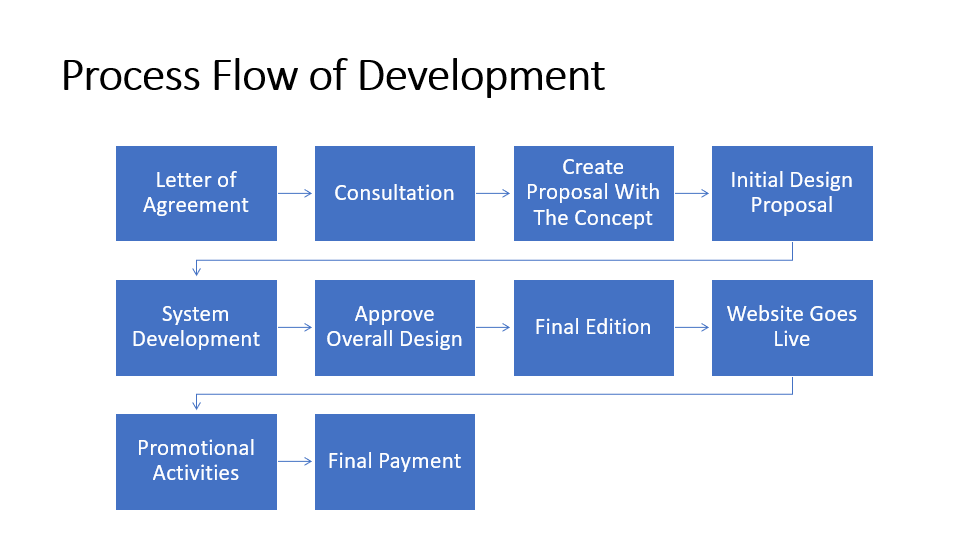 Process Flow of Development
Letter of
Agreement
Consultation
Create
Proposal With
The Concept
Initial Design
Proposal
System
Development
Approve
Overall Design
Final Edition
Website Goes
Live
Promotional
Activities
Final Payment